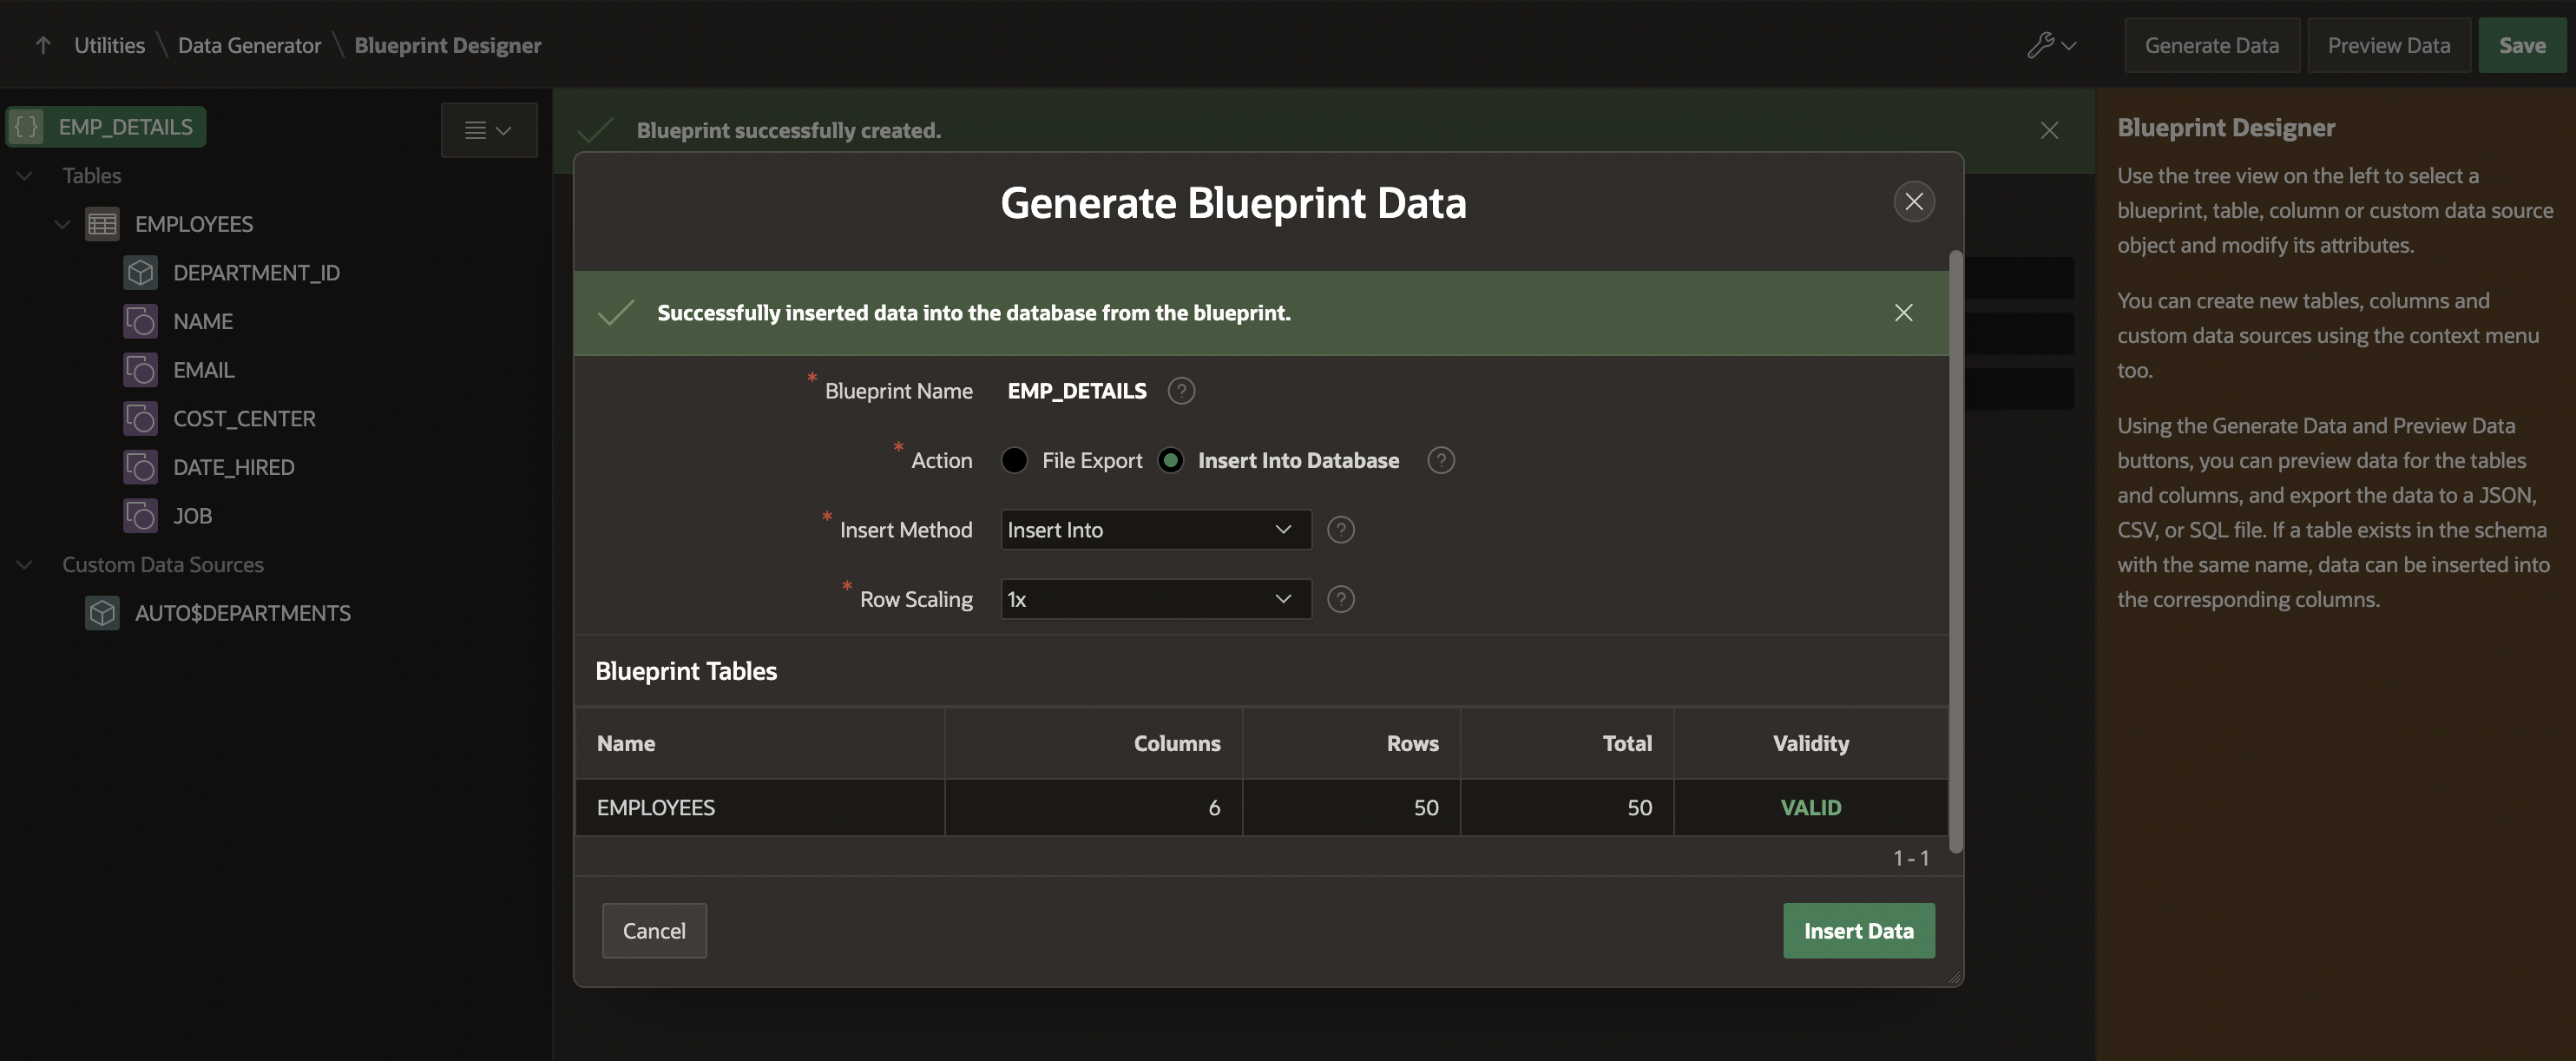 Utilities \ Data Generator \ Blueprint Designer
Generate Data
Preview Data
Save
{ } EMP_DETAILS
Tables
EMPLOYEES
DEPARTMENT_ID
NAME
EMAIL
COST_CENTER
DATE_HIRED
JOB
Custom Data Sources
AUTO$DEPARTMENTS
Blueprint successfully created.
Generate Blueprint Data
Successfully inserted data into the database from the blueprint.
* Blueprint Name EMP_DETAILS ?
* Action File Export Insert Into Database ?
* Insert Method Insert Into ?
* Row Scaling 1x ?
Blueprint Tables
Name Columns Rows Total Validity
EMPLOYEES 6 50 50 VALID
1 - 1
Cancel
Insert Data
Blueprint Designer
Use the tree view on the left to select a
blueprint, table, column or custom data source
object and modify its attributes.
You can create new tables, columns and
custom data sources using the context menu
too.
Using the Generate Data and Preview Data
buttons, you can preview data for the tables
and columns, and export the data to a JSON,
CSV, or SQL file. If a table exists in the schema
with the same name, data can be inserted into
the corresponding columns.